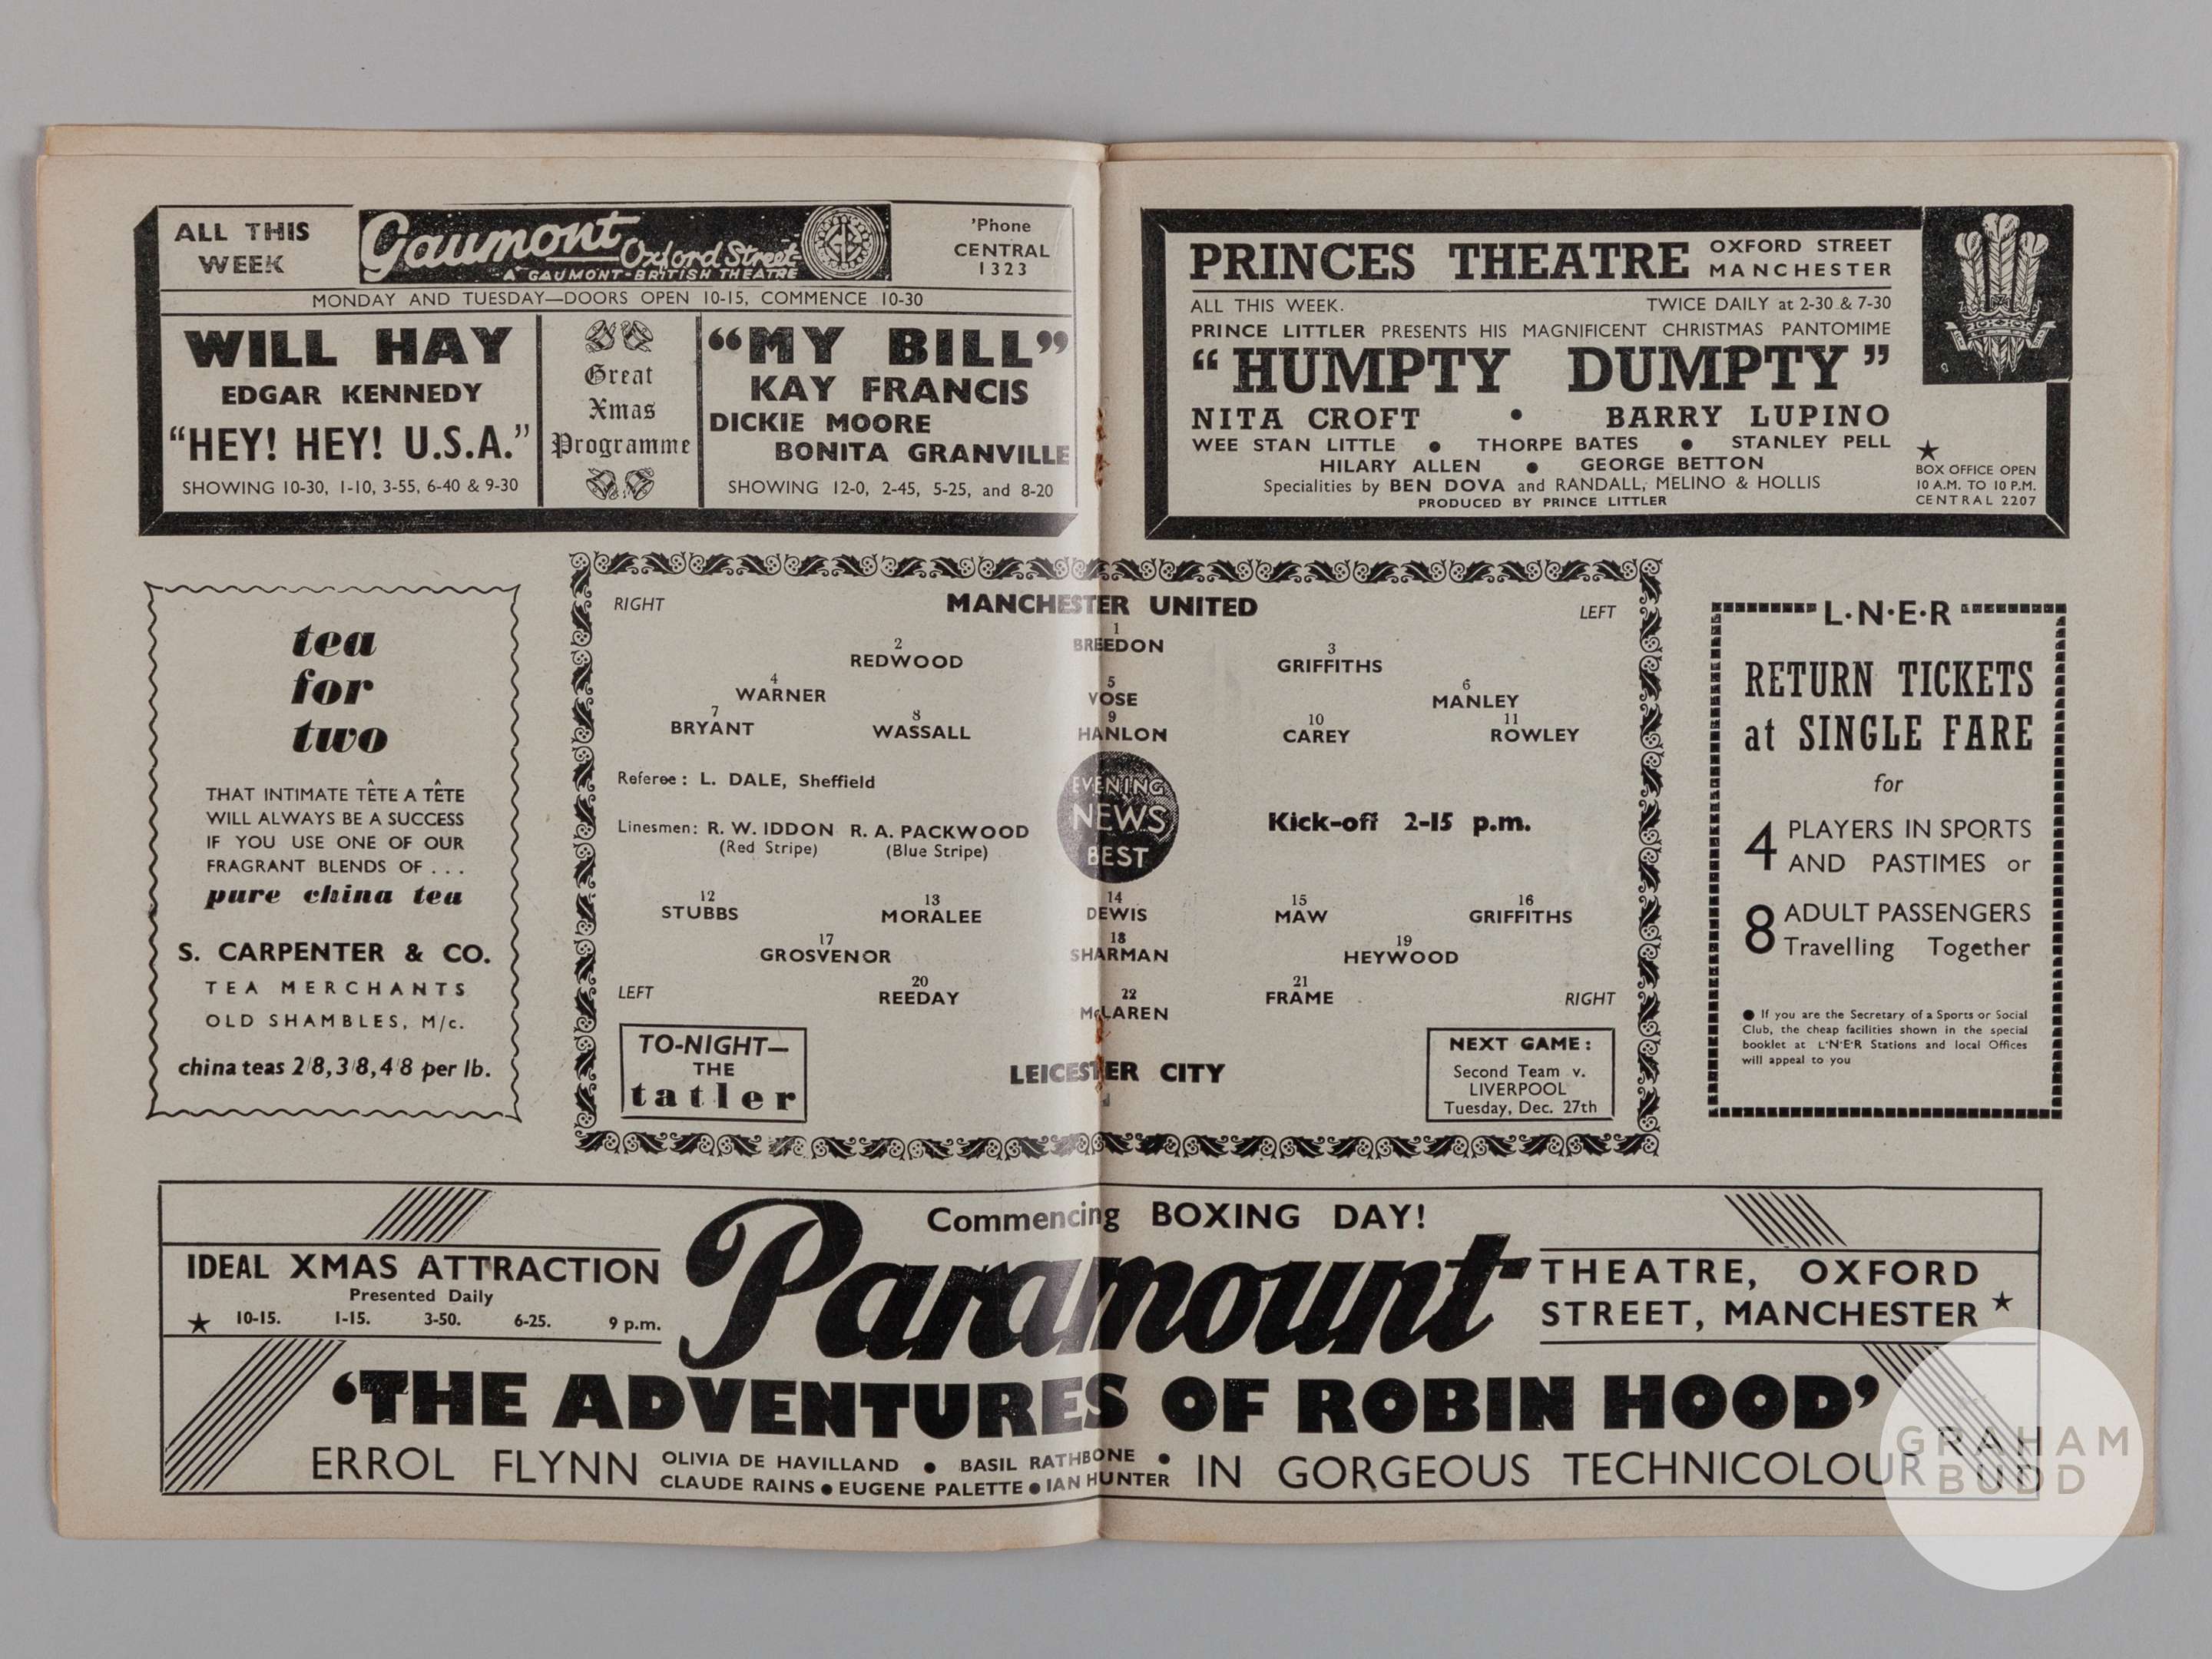 ALL THIS
WEEK
Gaumont
Oxford Street
A GAUMONT-BRITISH THEATRE
GB
'Phone
CENTRAL
1323
MONDAY AND TUESDAY—DOORS OPEN 10-15, COMMENCE 10-30
WILL HAY
EDGAR KENNEDY
"HEY! HEY! U.S.A."
SHOWING 10-30, 1-10, 3-55, 6-40 & 9-30
Great
Xmas
Programme
"MY BILL"
KAY FRANCIS
DICKIE MOORE
BONITA GRANVILLE
SHOWING 12-0, 2-45, 5-25, and 8-20
PRINCES THEATRE
OXFORD STREET
MANCHESTER
ALL THIS WEEK. TWICE DAILY at 2-30 & 7-30
PRINCE LITTLER PRESENTS HIS MAGNIFICENT CHRISTMAS PANTOMIME
"HUMPTY DUMPTY"
NITA CROFT • BARRY LUPINO
WEE STAN LITTLE • THORPE BATES • STANLEY PELL
HILARY ALLEN • GEORGE BETTON
Specialities by BEN DOVA and RANDALL, MELINO & HOLLIS
PRODUCED BY PRINCE LITTLER
★
BOX OFFICE OPEN
10 A.M. TO 10 P.M.
CENTRAL 2207
tea
for
two
THAT INTIMATE TÊTE A TÊTE
WILL ALWAYS BE A SUCCESS
IF YOU USE ONE OF OUR
FRAGRANT BLENDS OF . . .
pure china tea
S. CARPENTER & CO.
TEA MERCHANTS
OLD SHAMBLES, M/c.
china teas 2/8, 3/8, 4/8 per lb.
RIGHT MANCHESTER UNITED LEFT
1
BREEDON
2 3
REDWOOD GRIFFITHS
4 5 6
WARNER VOSE MANLEY
7 8 9 10 11
BRYANT WASSALL HANLON CAREY ROWLEY
Referee: L. DALE, Sheffield
Linesmen: R. W. IDDON R. A. PACKWOOD
(Red Stripe) (Blue Stripe)
EVENING
NEWS
BEST
Kick-off 2-15 p.m.
12 13 14 15 16
STUBBS MORALEE DEWIS MAW GRIFFITHS
17 18 19
GROSVENOR SHARMAN HEYWOOD
20 21
LEFT REEDAY FRAME RIGHT
22
McLAREN
LEICESTER CITY
TO-NIGHT—
THE
tatler
NEXT GAME:
Second Team v.
LIVERPOOL
Tuesday, Dec. 27th
L·N·E·R
RETURN TICKETS
at SINGLE FARE
for
4 PLAYERS IN SPORTS
AND PASTIMES or
8 ADULT PASSENGERS
Travelling Together
● If you are the Secretary of a Sports or Social
Club, the cheap facilities shown in the special
booklet at L·N·E·R Stations and local Offices
will appeal to you
Commencing BOXING DAY!
IDEAL XMAS ATTRACTION
Presented Daily
★ 10-15. 1-15. 3-50. 6-25. 9 p.m.
Paramount
THEATRE, OXFORD
STREET, MANCHESTER ★
'THE ADVENTURES OF ROBIN HOOD'
ERROL FLYNN
OLIVIA DE HAVILLAND • BASIL RATHBONE •
CLAUDE RAINS • EUGENE PALETTE • IAN HUNTER
IN GORGEOUS TECHNICOLOUR
GRAHAM
BUDD